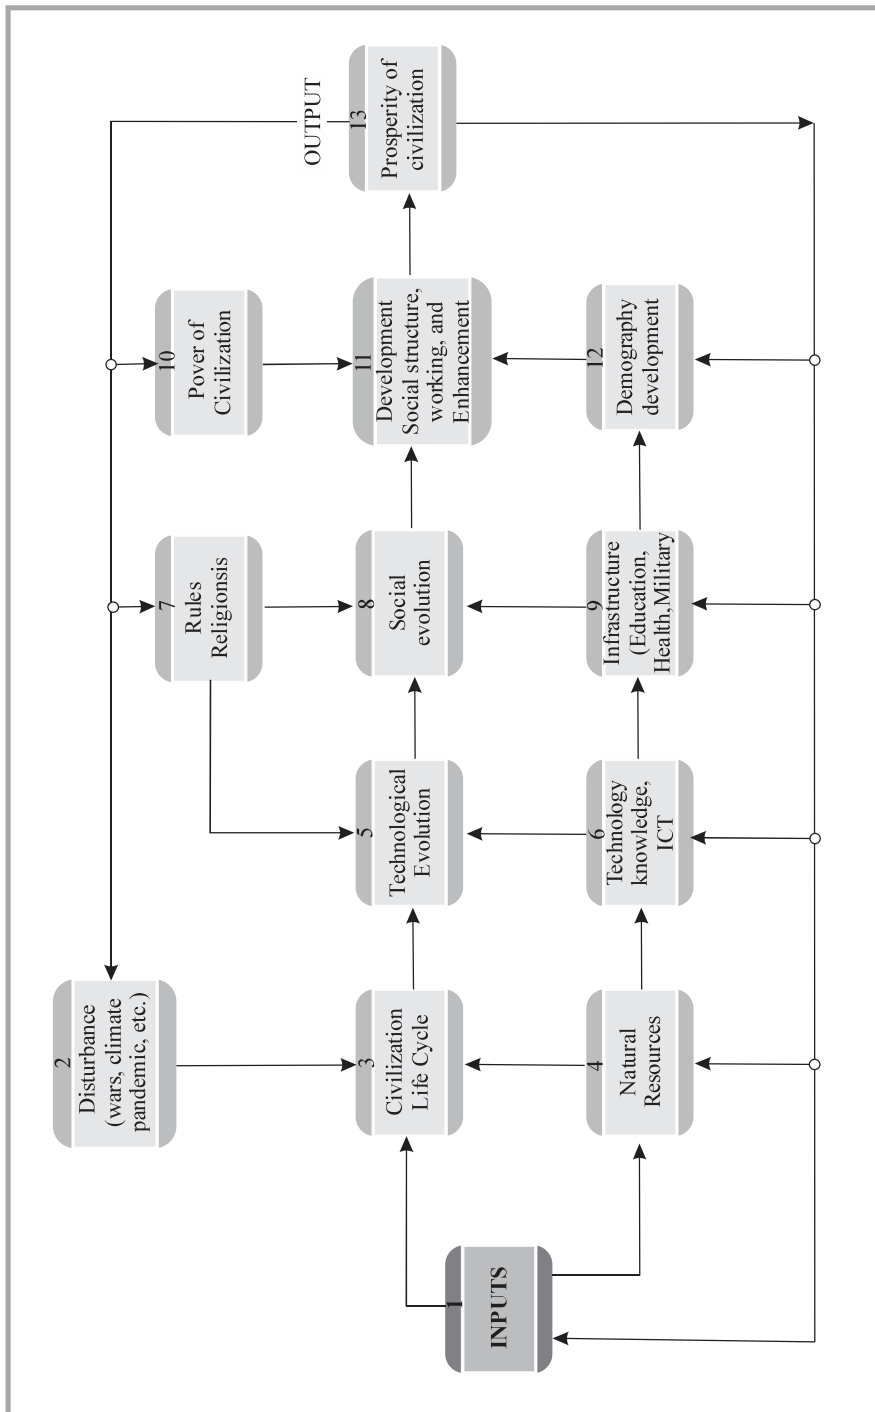 1
INPUTS
2
Disturbance
(wars, climate
pandemic, etc.)
3
Civilization
Life Cycle
4
Natural
Resources
5
Technological
Evolution
6
Technology
knowledge,
ICT
7
Rules
Religionsis
8
Social
evolution
9
Infrastructure
(Education,
Health,Military
10
Pover of
Civilization
11
Development
Social structure,
working, and
Enhancement
12
Demography
development
OUTPUT
13
Prosperity of
civilization